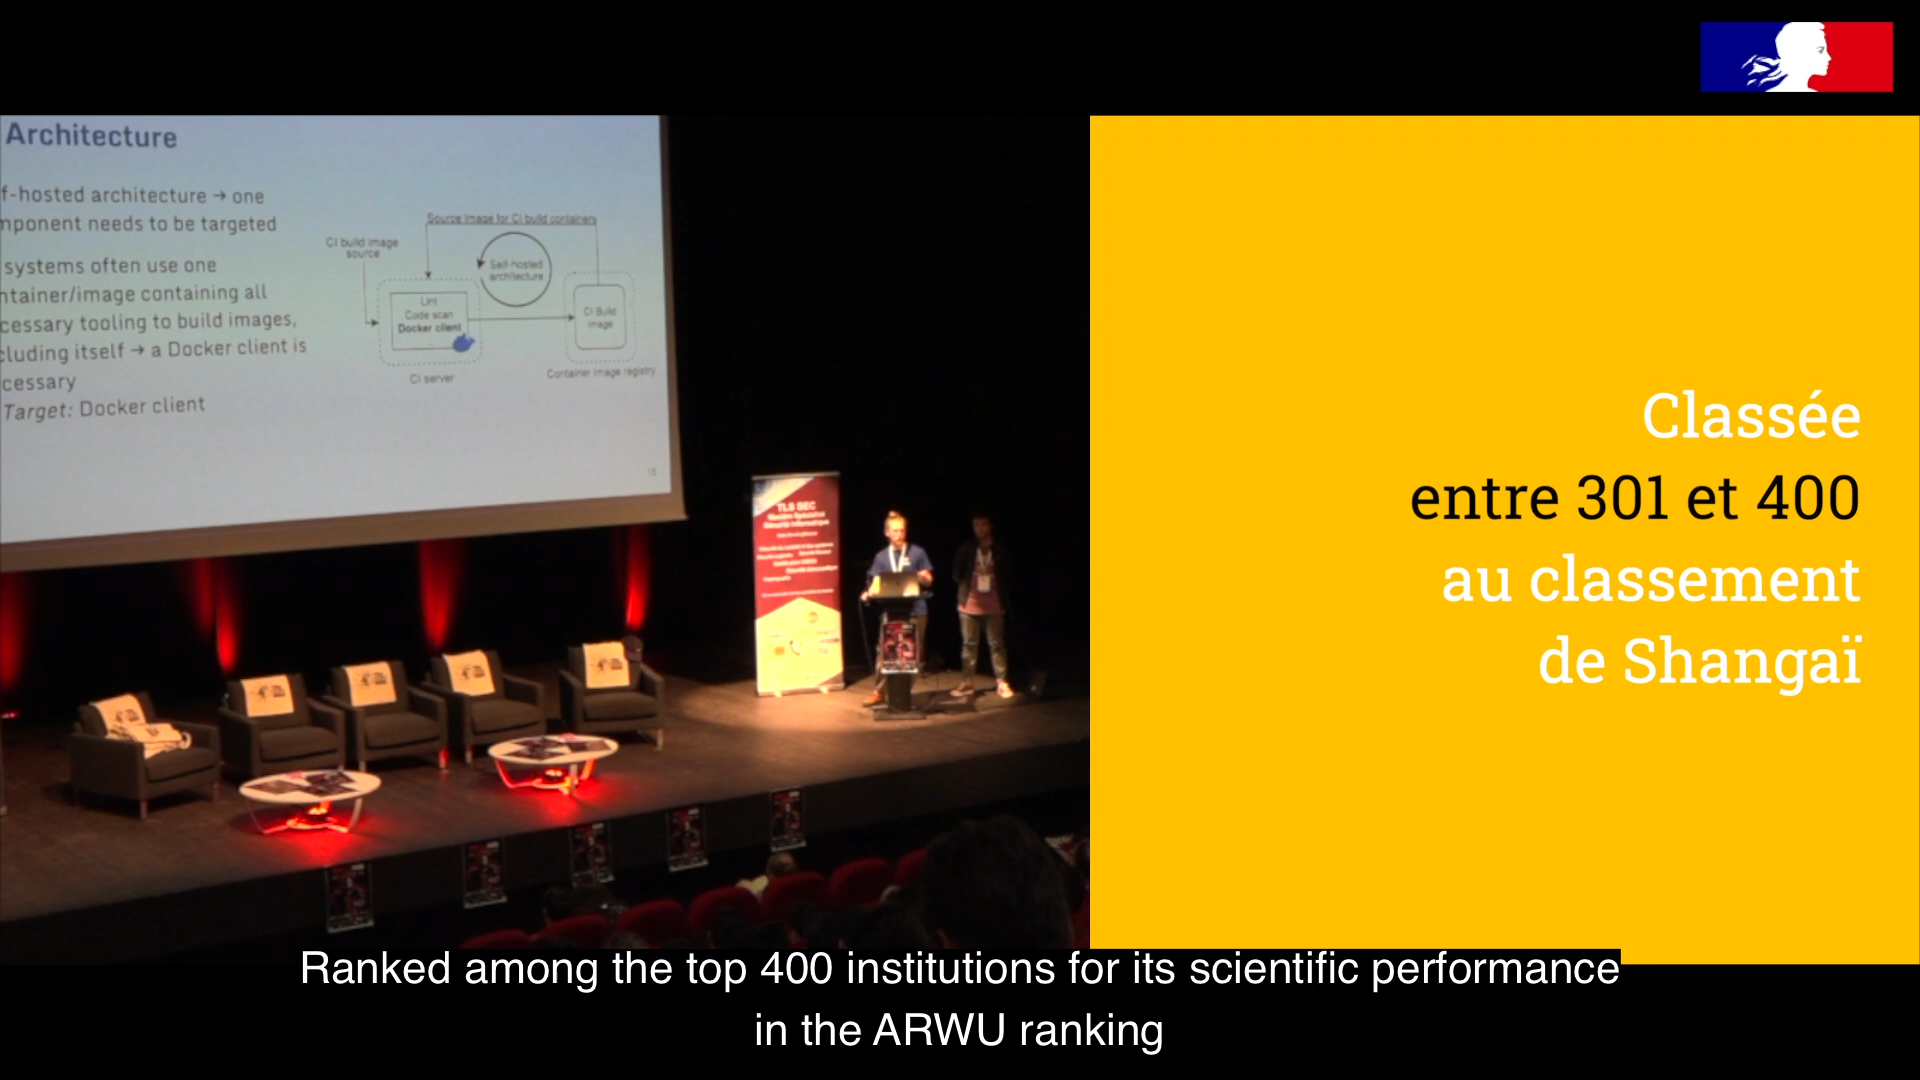 Architecture
f-hosted architecture → one
mponent needs to be targeted
systems often use one
ntainer/image containing all
cessary tooling to build images,
cluding itself → a Docker client is
cessary
Target: Docker client
Source image for CI build containers
CI build image
source
Self-hosted
architecture
Lint
Code scan
Docker client
CI Build
image
CI server
Container image registry
15
TLS SEC
Classée
entre 301 et 400
au classement
de Shangaï
Ranked among the top 400 institutions for its scientific performance
in the ARWU ranking